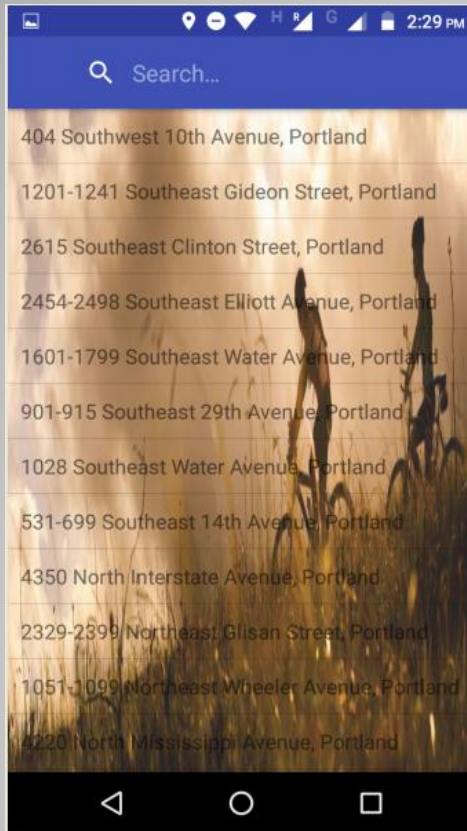 H R G 2:29 PM
Search...
404 Southwest 10th Avenue, Portland
1201-1241 Southeast Gideon Street, Portland
2615 Southeast Clinton Street, Portland
2454-2498 Southeast Elliott Avenue, Portland
1601-1799 Southeast Water Avenue, Portland
901-915 Southeast 29th Avenue, Portland
1028 Southeast Water Avenue, Portland
531-699 Southeast 14th Avenue, Portland
4350 North Interstate Avenue, Portland
2329-2399 Northeast Glisan Street, Portland
1051-1099 Northeast Wheeler Avenue, Portland
4220 North Mississippi Avenue, Portland